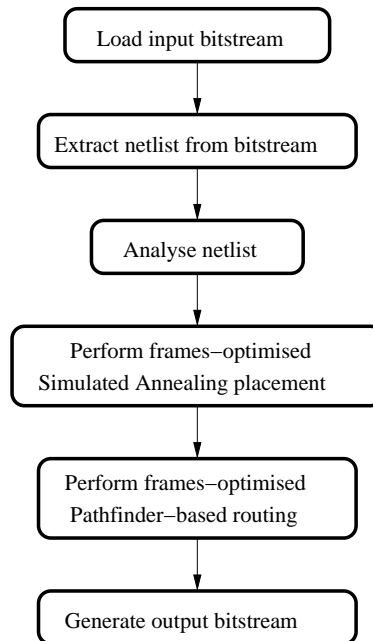 Load input bitstream
Extract netlist from bitstream
Analyse netlist
Perform frames−optimised
Simulated Annealing placement
Perform frames−optimised
Pathfinder−based routing
Generate output bitstream